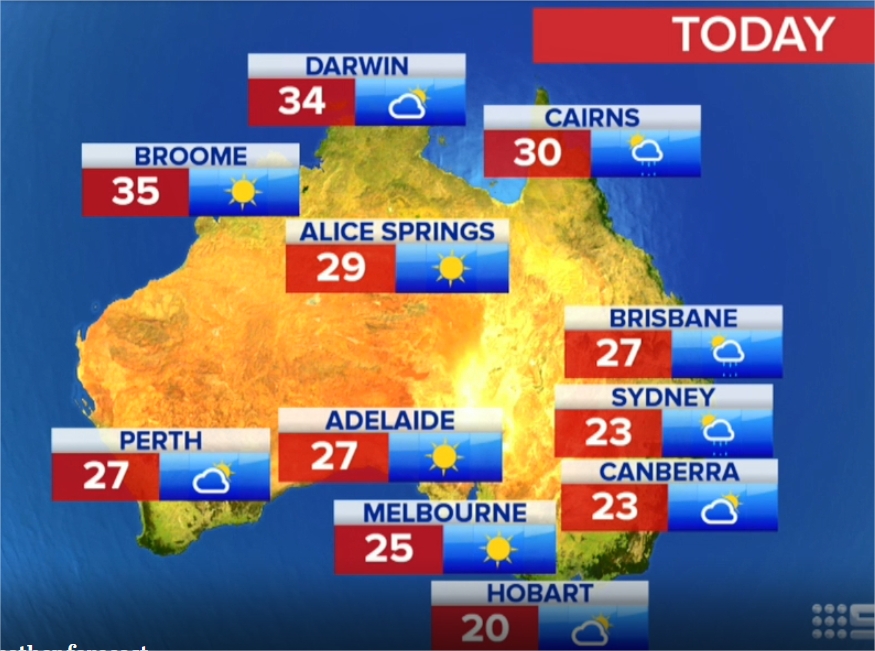 TODAY
DARWIN
34
CAIRNS
30
BROOME
35
ALICE SPRINGS
29
BRISBANE
27
SYDNEY
23
ADELAIDE
27
PERTH
27
CANBERRA
23
MELBOURNE
25
HOBART
20
forecast